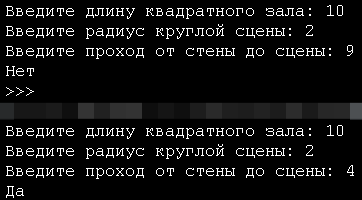 Введите длину квадратного зала: 10
Введите радиус круглой сцены: 2
Введите проход от стены до сцены: 9
Нет
>>>
Введите длину квадратного зала: 10
Введите радиус круглой сцены: 2
Введите проход от стены до сцены: 4
Да